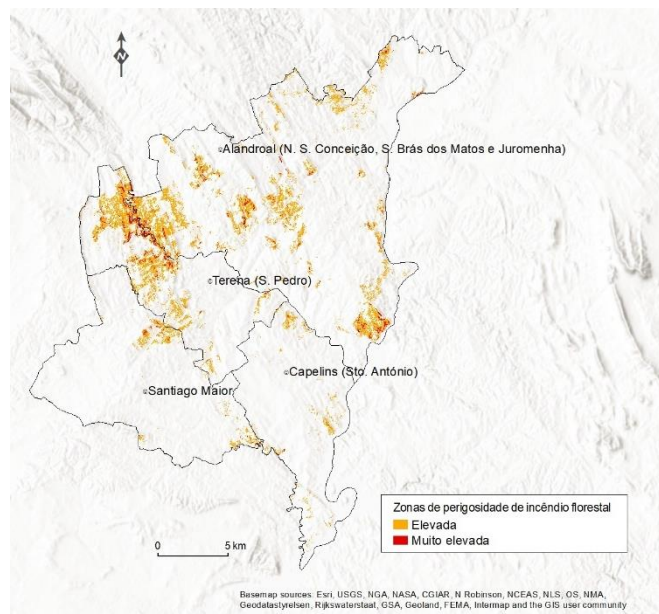 N
Alandroal (N. S. Conceição, S. Brás dos Matos e Juromenha)
Terena (S. Pedro)
Capelins (Sto. António)
Santiago Maior
Zonas de perigosidade de incêndio florestal
Elevada
Muito elevada
0 5 km
Basemap sources: Esri, USGS, NGA, NASA, CGIAR, N Robinson, NCEAS, NLS, OS, NMA,
Geodatastyrelsen, Rijkswaterstaat, GSA, Geoland, FEMA, Intermap and the GIS user community